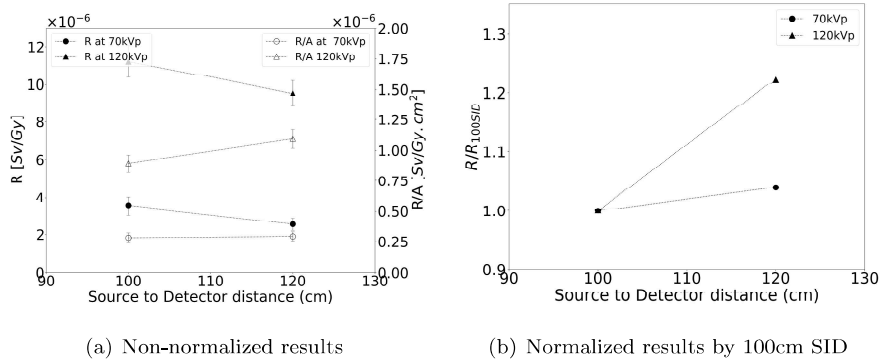 ×10⁻⁶
×10⁻⁶
R at 70kVp
R at 120kVp
R/A at 70kVp
R/A 120kVp
12
10
8
6
4
2
0
R [Sv/Gy]
2.00
1.75
1.50
1.25
1.00
0.75
0.50
0.25
0.00
R/A [Sv/Gy.cm²]
90
100
110
120
130
Source to Detector distance (cm)
(a) Non-normalized results
70kVp
120kVp
1.3
1.2
1.1
1.0
0.9
R/R100SID
90
100
110
120
130
Source to Detector distance (cm)
(b) Normalized results by 100cm SID